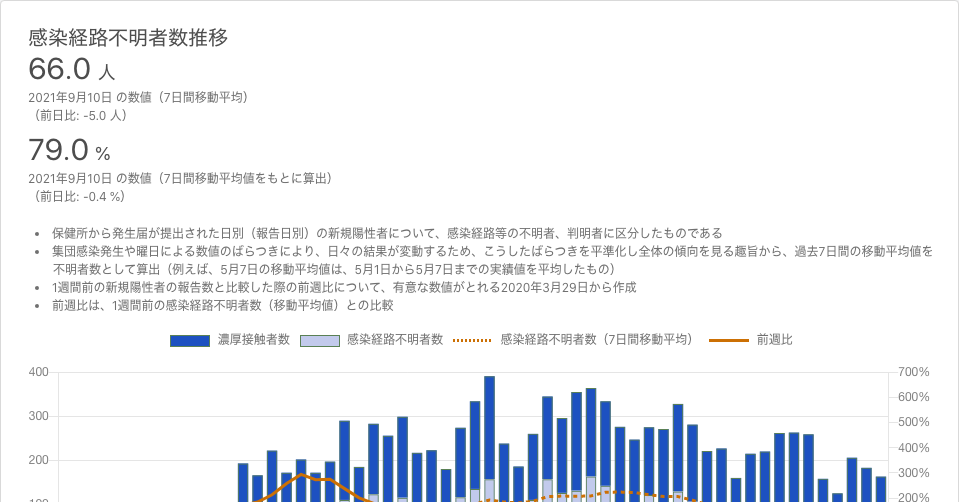 感染経路不明者数推移
66.0 人
2021年9月10日 の数値（7日間移動平均）
（前日比: -5.0 人）
79.0 %
2021年9月10日 の数値（7日間移動平均値をもとに算出）
（前日比: -0.4 %）
• 保健所から発生届が提出された日別（報告日別）の新規陽性者について、感染経路等の不明者、判明者に区分したものである
• 集団感染発生や曜日による数値のばらつきにより、日々の結果が変動するため、こうしたばらつきを平準化し全体の傾向を見る趣旨から、過去7日間の移動平均値を
不明者数として算出（例えば、5月7日の移動平均値は、5月1日から5月7日までの実績値を平均したもの）
• 1週間前の新規陽性者の報告数と比較した際の前週比について、有意な数値がとれる2020年3月29日から作成
• 前週比は、1週間前の感染経路不明者数（移動平均値）との比較
濃厚接触者数 感染経路不明者数 感染経路不明者数（7日間移動平均） 前週比
400 700%
600%
300 500%
400%
200 300%
100 200%